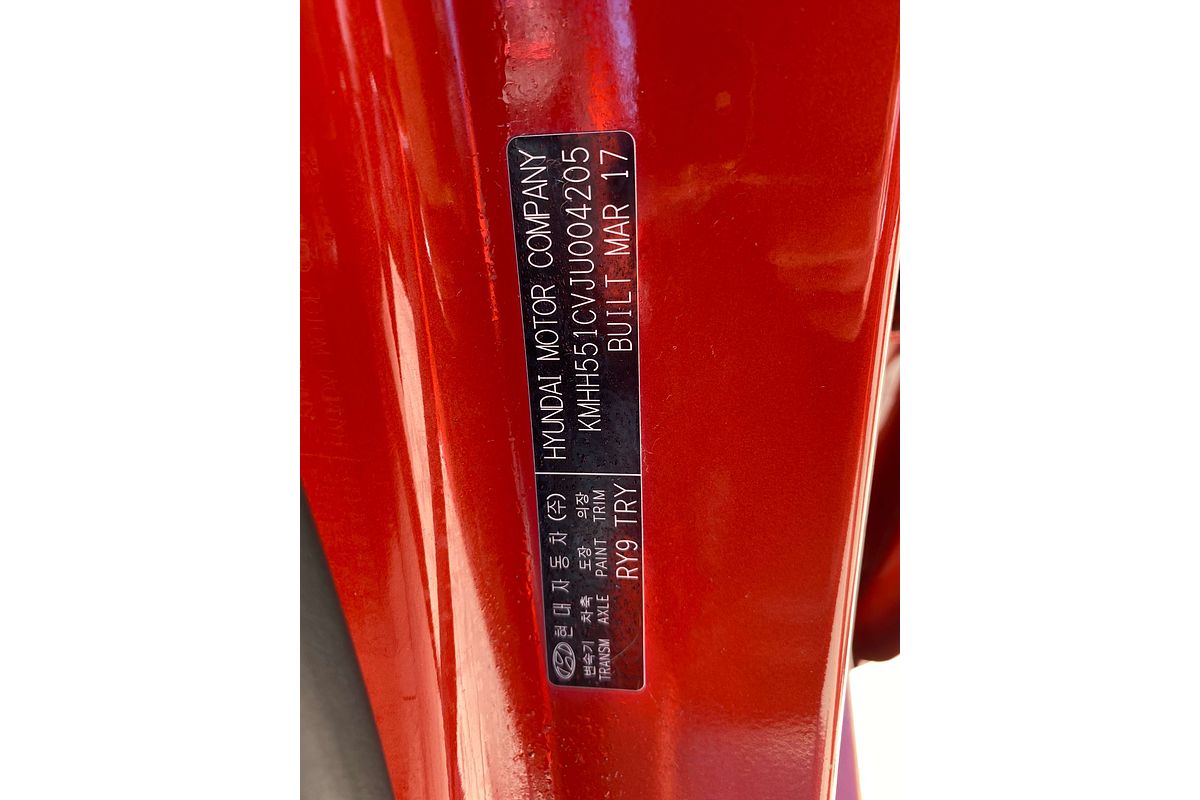 현대자동차(주) HYUNDAI MOTOR COMPANY
변속기 차축 도장 의장 KMHH551CVJU004205
TRANSM AXLE PAINT TRIM BUILT MAR 17
RY9 TRY